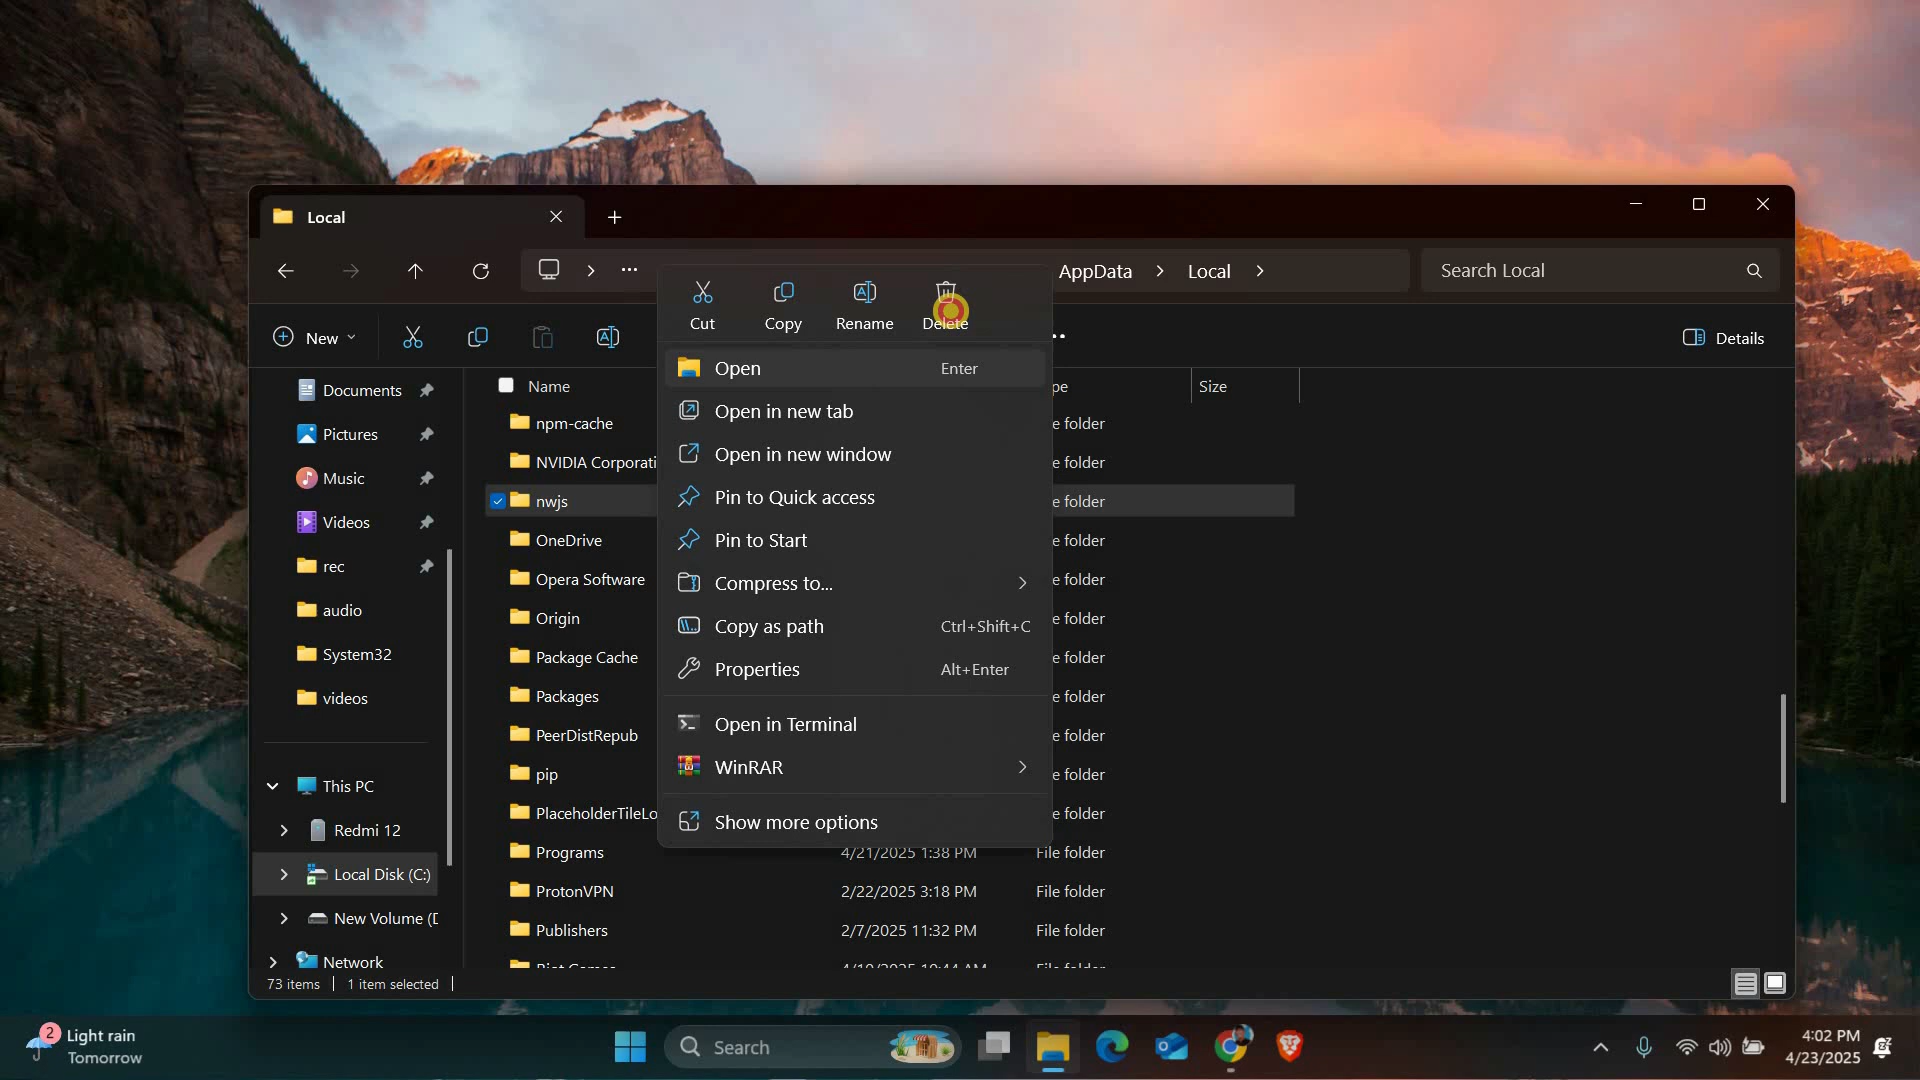 Local
AppData
Local
Search Local
Cut
Copy
Rename
Delete
New
Details
Open
Enter
Open in new tab
Open in new window
Pin to Quick access
Pin to Start
Compress to...
Copy as path
Ctrl+Shift+C
Properties
Alt+Enter
Open in Terminal
WinRAR
Show more options
Documents
Pictures
Music
Videos
rec
audio
System32
videos
This PC
Redmi 12
Local Disk (C:)
New Volume (D
Network
Name
pe
Size
npm-cache
e folder
NVIDIA Corporati
e folder
nwjs
e folder
OneDrive
e folder
Opera Software
e folder
Origin
e folder
Package Cache
e folder
Packages
e folder
PeerDistRepub
e folder
pip
e folder
PlaceholderTileLo
e folder
Programs
4/21/2025 1:38 PM
File folder
ProtonVPN
2/22/2025 3:18 PM
File folder
Publishers
2/7/2025 11:32 PM
File folder
73 items
1 item selected
2
Light rain
Tomorrow
Search
4:02 PM
4/23/2025